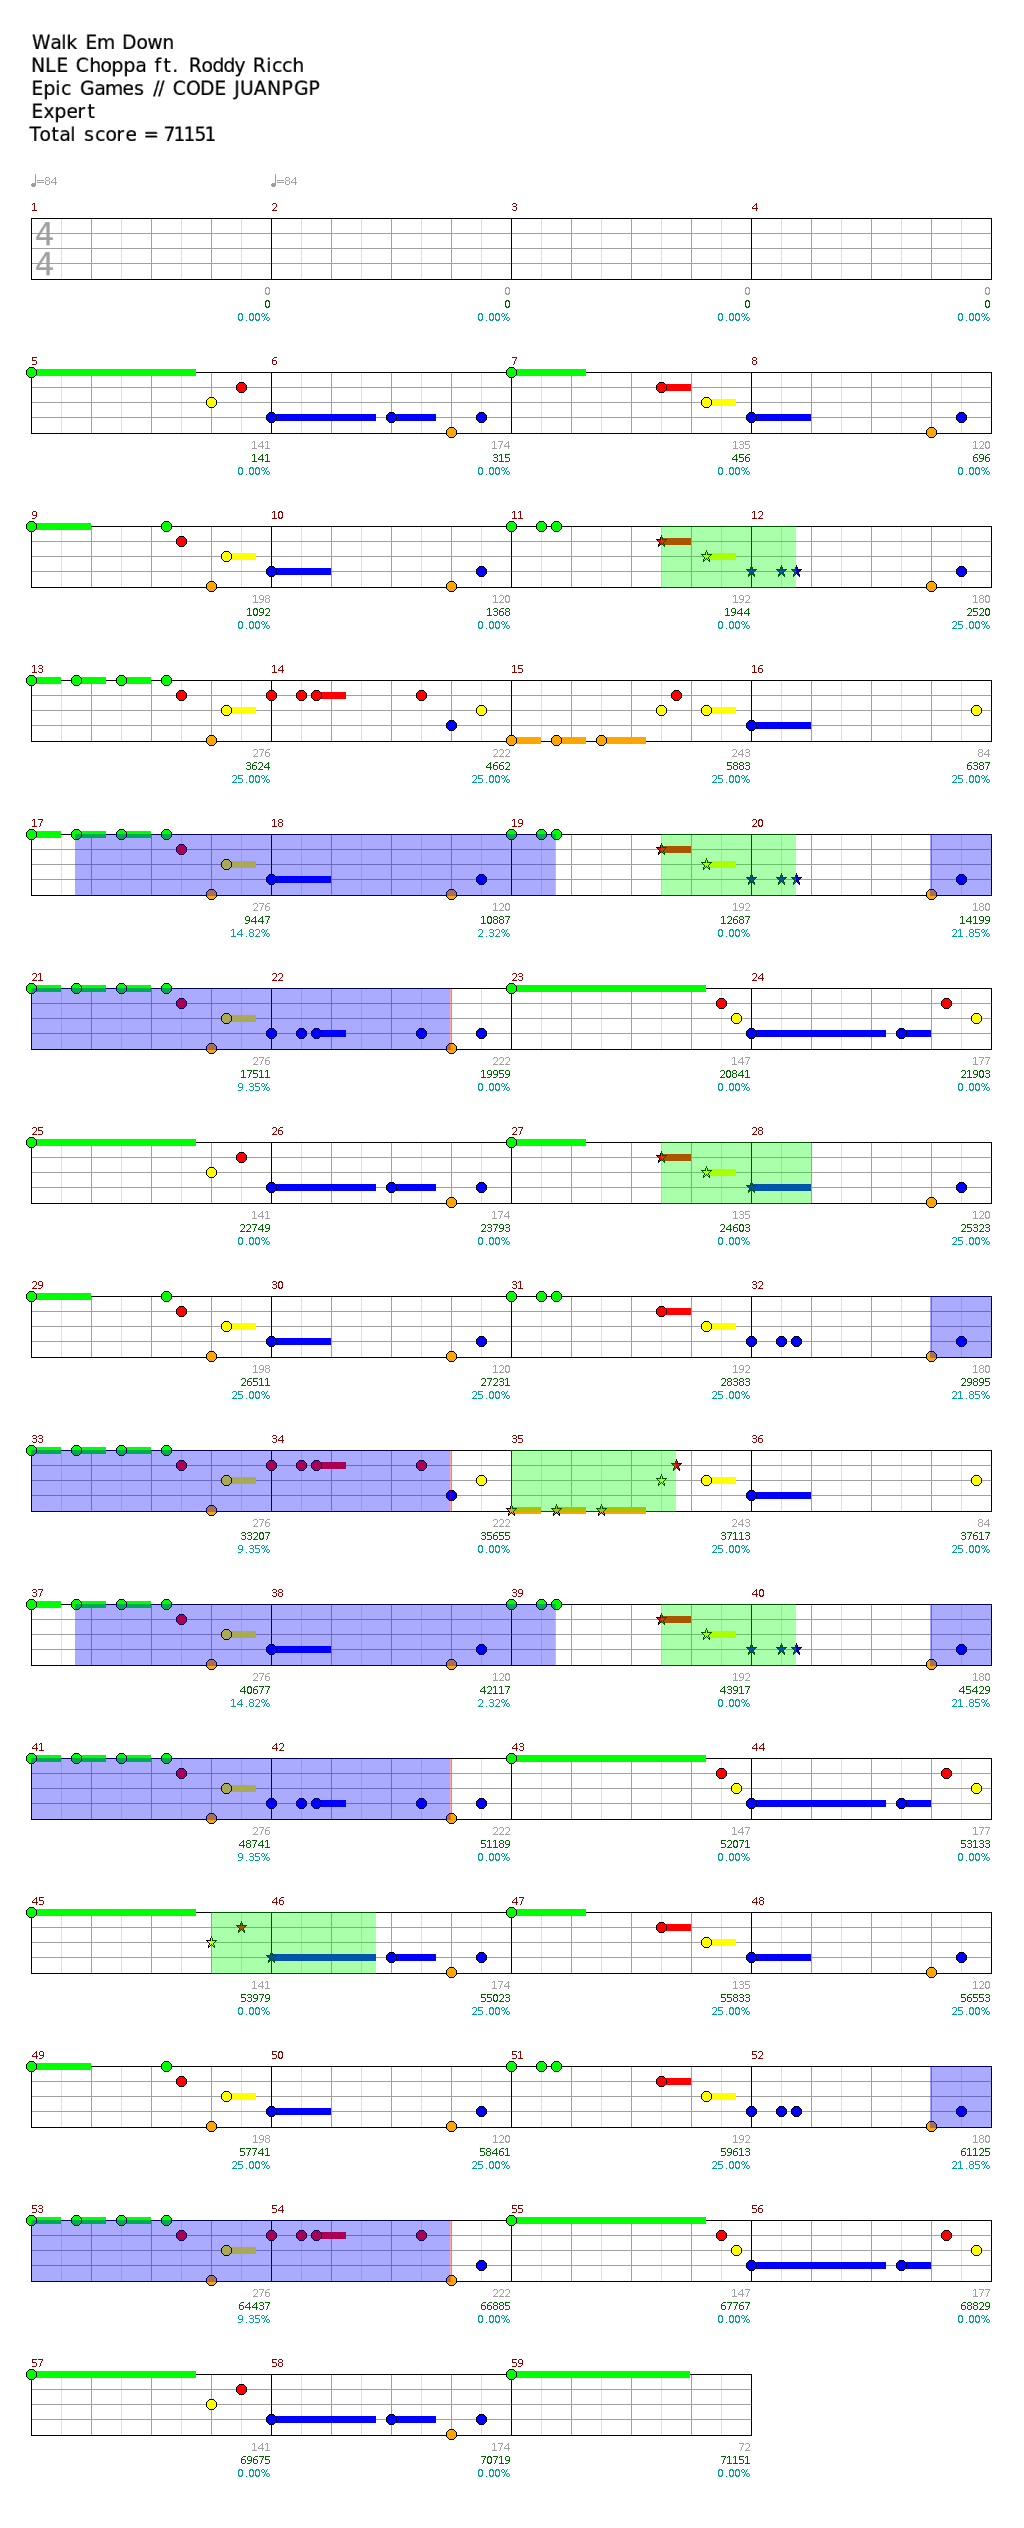 Walk Em Down
NLE Choppa ft. Roddy Ricch
Epic Games // CODE JUANPGP
Expert
Total score = 71151
♩=84 ♩=84
1 2 3 4
4
4
0 0 0 0
0 0 0 0
0.00% 0.00% 0.00% 0.00%
5 6 7 8
141 174 135 120
141 315 456 696
0.00% 0.00% 0.00% 0.00%
9 10 11 12
198 120 192 180
1092 1368 1944 2520
0.00% 0.00% 0.00% 25.00%
13 14 15 16
276 222 243 84
3624 4662 5883 6387
25.00% 25.00% 25.00% 25.00%
17 18 19 20
276 120 192 180
9447 10887 12687 14199
14.82% 2.32% 0.00% 21.85%
21 22 23 24
276 222 147 177
17511 19959 20841 21903
9.35% 0.00% 0.00% 0.00%
25 26 27 28
141 174 135 120
22749 23793 24603 25323
0.00% 0.00% 0.00% 25.00%
29 30 31 32
198 120 192 180
26511 27231 28383 29895
25.00% 25.00% 25.00% 21.85%
33 34 35 36
276 222 243 84
33207 35655 37113 37617
9.35% 0.00% 25.00% 25.00%
37 38 39 40
276 120 192 180
40677 42117 43917 45429
14.82% 2.32% 0.00% 21.85%
41 42 43 44
276 222 147 177
48741 51189 52071 53133
9.35% 0.00% 0.00% 0.00%
45 46 47 48
141 174 135 120
53979 55023 55833 56553
0.00% 25.00% 25.00% 25.00%
49 50 51 52
198 120 192 180
57741 58461 59613 61125
25.00% 25.00% 25.00% 21.85%
53 54 55 56
276 222 147 177
64437 66885 67767 68829
9.35% 0.00% 0.00% 0.00%
57 58 59
141 174 72
69675 70719 71151
0.00% 0.00% 0.00%